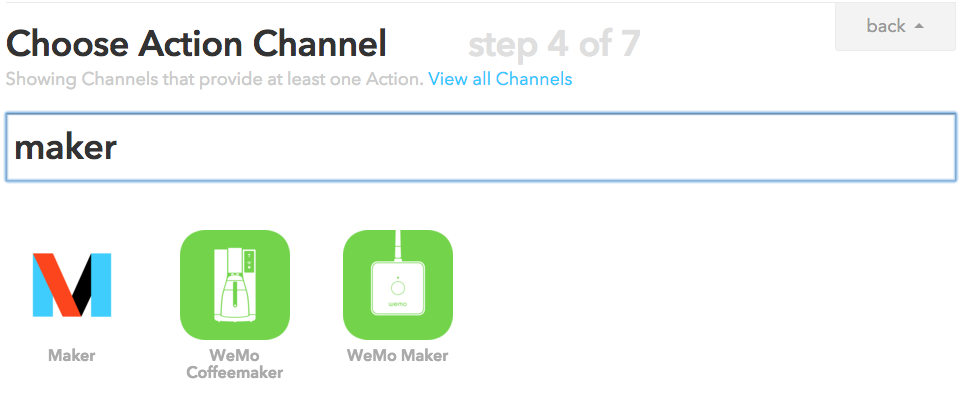 back
Choose Action Channel step 4 of 7
Showing Channels that provide at least one Action. View all Channels
maker
wemo
Maker
WeMo
Coffeemaker
WeMo Maker